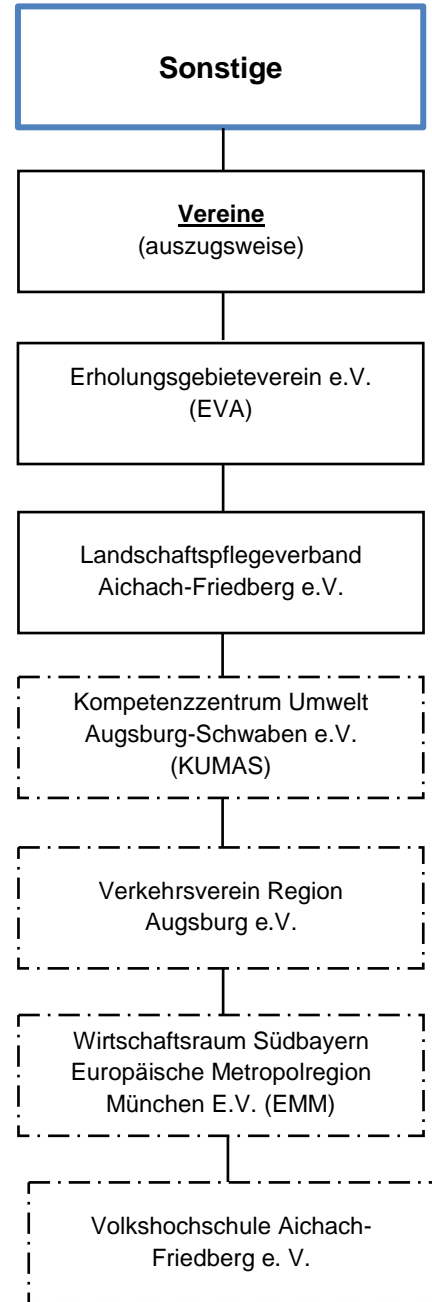 Sonstige
Vereine
(auszugsweise)
Erholungsgebieteverein e.V.
(EVA)
Landschaftspflegeverband
Aichach-Friedberg e.V.
Kompetenzzentrum Umwelt
Augsburg-Schwaben e.V.
(KUMAS)
Verkehrsverein Region
Augsburg e.V.
Wirtschaftsraum Südbayern
Europäische Metropolregion
München E.V. (EMM)
Volkshochschule Aichach-
Friedberg e. V.